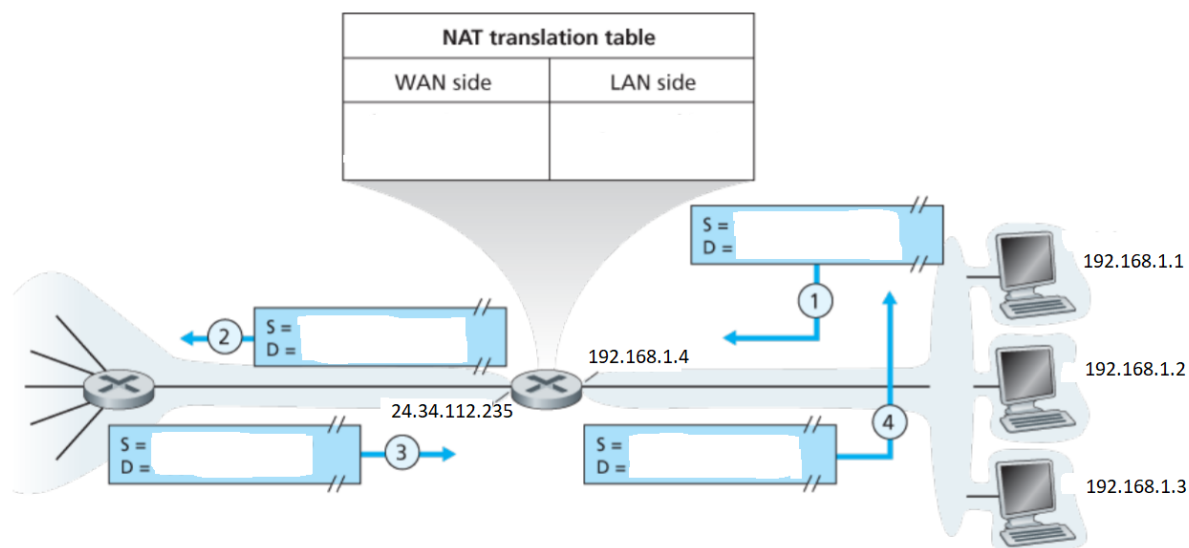 NAT translation table
WAN side
LAN side
S =
D =
1
192.168.1.1
2
S =
D =
192.168.1.4
192.168.1.2
24.34.112.235
S =
D =
3
S =
D =
4
192.168.1.3